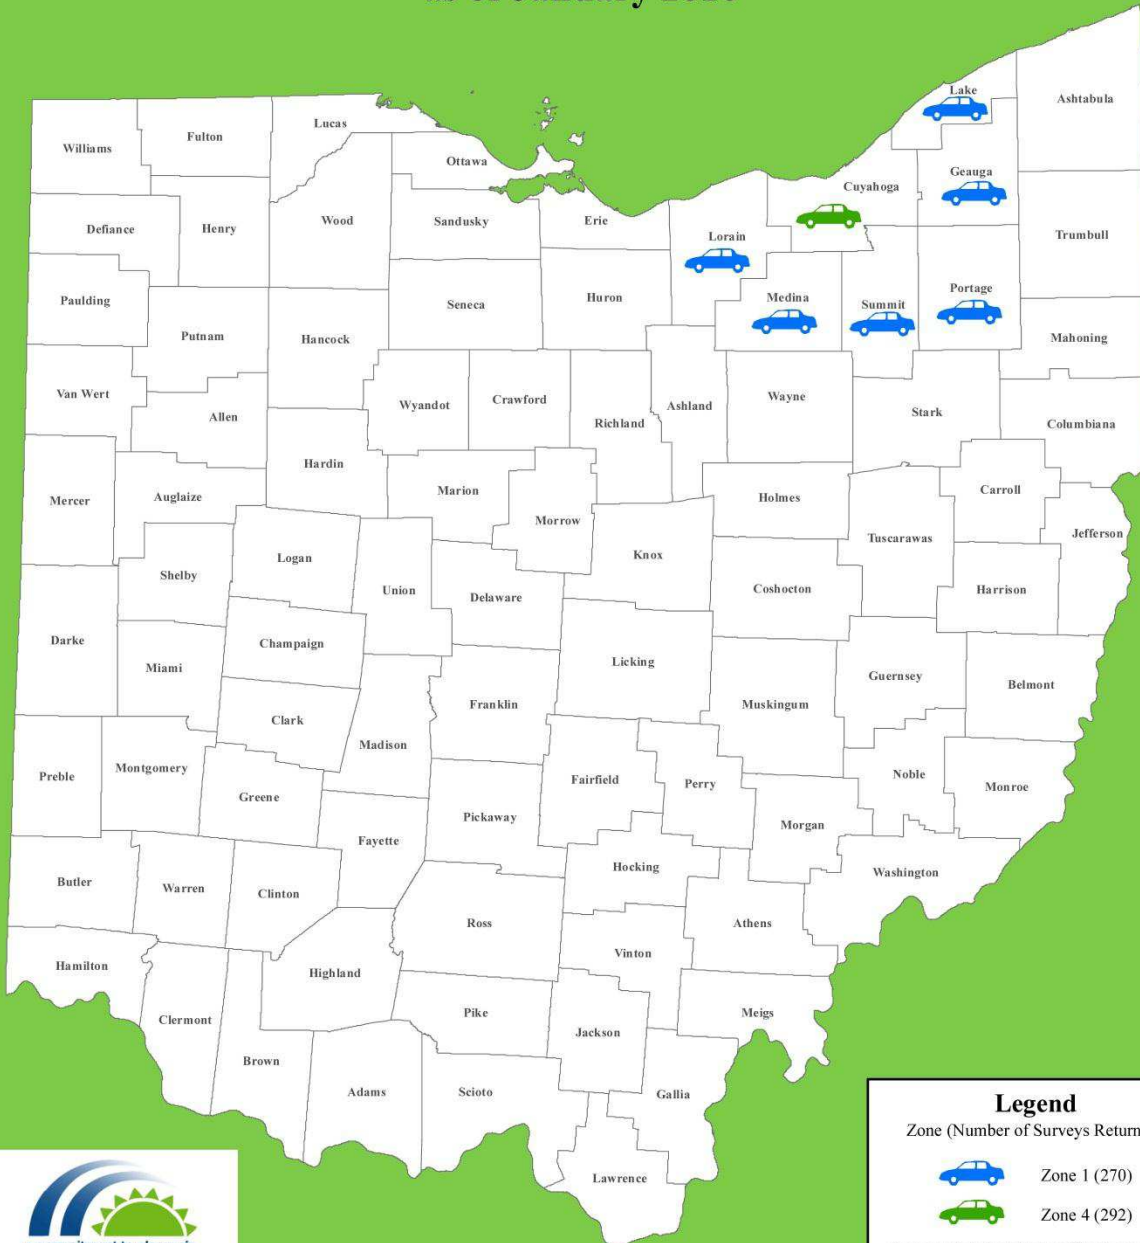 Lake
Ashtabula
Lucas
Fulton
Williams
Ottawa
Geauga
Cuyahoga
Wood
Sandusky
Erie
Henry
Defiance
Lorain
Trumbull
Paulding
Seneca
Huron
Medina
Summit
Portage
Putnam
Hancock
Mahoning
Van Wert
Allen
Wyandot
Crawford
Richland
Ashland
Wayne
Stark
Columbiana
Hardin
Mercer
Auglaize
Marion
Morrow
Holmes
Carroll
Jefferson
Tuscarawas
Logan
Knox
Shelby
Union
Delaware
Coshocton
Harrison
Darke
Champaign
Miami
Licking
Guernsey
Belmont
Franklin
Muskingum
Clark
Madison
Preble
Montgomery
Fairfield
Perry
Noble
Monroe
Greene
Pickaway
Morgan
Fayette
Hocking
Washington
Butler
Warren
Clinton
Ross
Athens
Vinton
Hamilton
Highland
Clermont
Pike
Jackson
Meigs
Brown
Adams
Scioto
Gallia
Lawrence
Legend
Zone (Number of Surveys Return
Zone 1 (270)
Zone 4 (292)